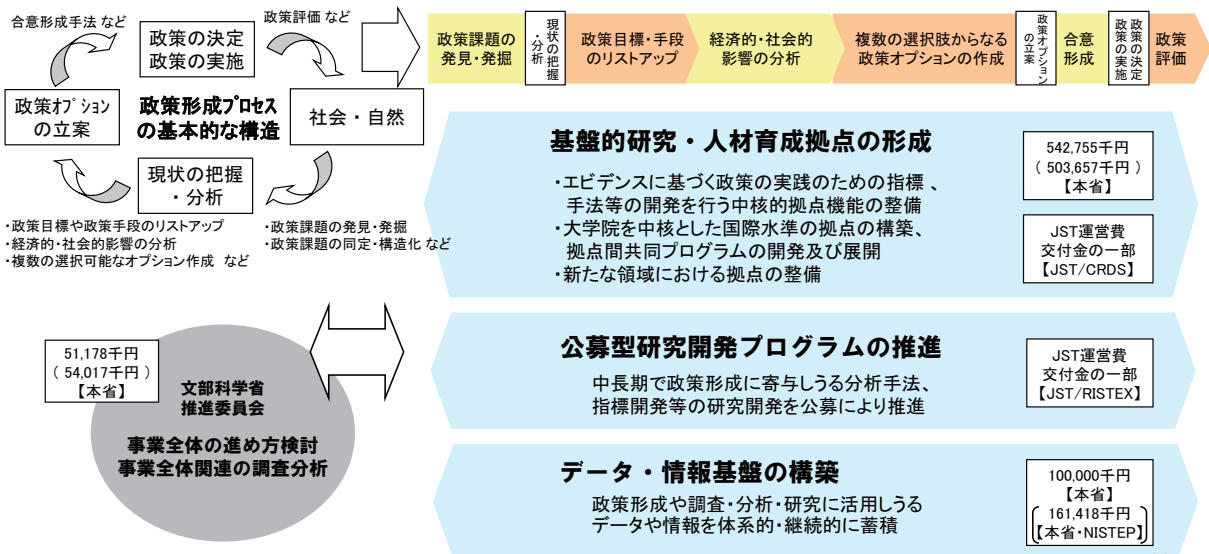 合意形成手法 など
政策評価 など
政策の決定
政策の実施
政策ｵﾌﾟｼｮﾝ
の立案
政策形成ﾌﾟﾛｾｽ
の基本的な構造
社会・自然
現状の把握
・分析
・政策目標や政策手段のリストアップ
・経済的・社会的影響の分析
・複数の選択可能なオプション作成 など
・政策課題の発見・発掘
・政策課題の同定・構造化 など
政策課題の
発見・発掘
現状の把握
・分析
政策目標・手段
のリストアップ
経済的・社会的
影響の分析
複数の選択肢からなる
政策オプションの作成
政策オプション
の立案
合意
形成
政策の決定
政策の実施
政策
評価
基盤的研究・人材育成拠点の形成
・エビデンスに基づく政策の実践のための指標、
手法等の開発を行う中核的拠点機能の整備
・大学院を中核とした国際水準の拠点の構築、
拠点間共同プログラムの開発及び展開
・新たな領域における拠点の整備
542,755千円
( 503,657千円 )
【本省】
JST運営費
交付金の一部
【JST/CRDS】
51,178千円
( 54,017千円 )
【本省】
文部科学省
推進委員会
事業全体の進め方検討
事業全体関連の調査分析
公募型研究開発プログラムの推進
中長期で政策形成に寄与しうる分析手法、
指標開発等の研究開発を公募により推進
JST運営費
交付金の一部
【JST/RISTEX】
データ・情報基盤の構築
政策形成や調査・分析・研究に活用しうる
データや情報を体系的・継続的に蓄積
100,000千円
【本省】
161,418千円
【本省・NISTEP】